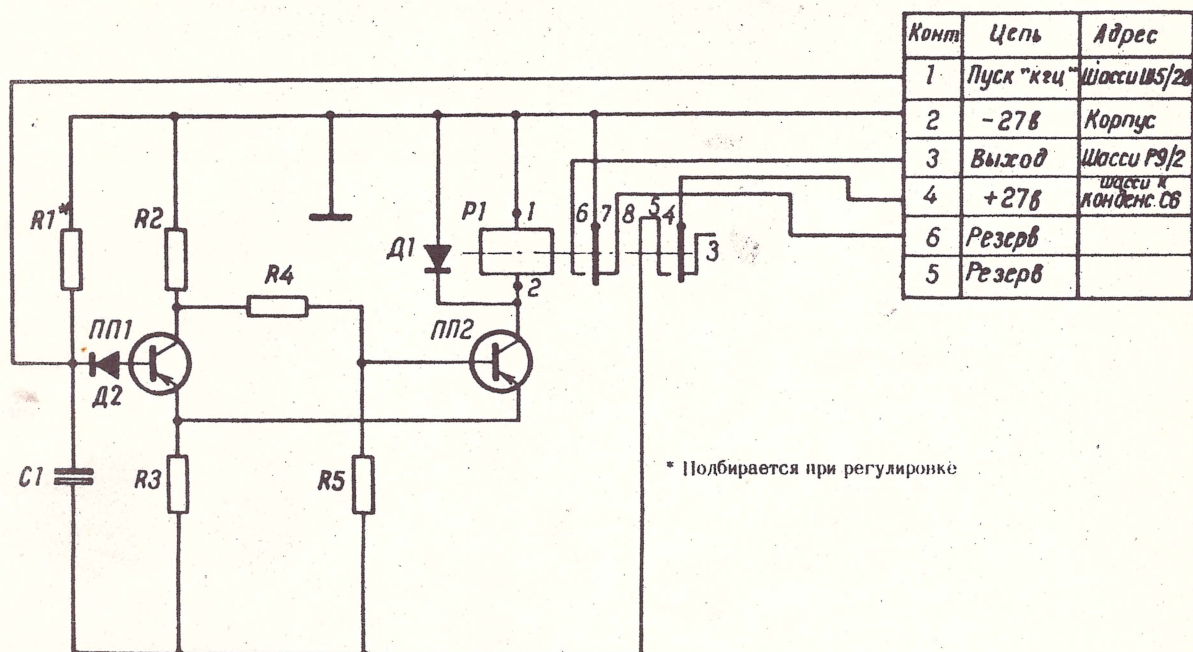 Конт Цепь Адрес
1 Пуск "кгц" Шасси Ш5/28
2 -27в Корпус
3 Выход Шасси Р9/2
4 +27в шасси к конденс. С6
6 Резерв
5 Резерв
R1* R2 P1 1 6 7 8 5 4 3
Д1
R4 2
ПП1 ПП2
Д2
C1 R3 R5
* Подбирается при регулировке